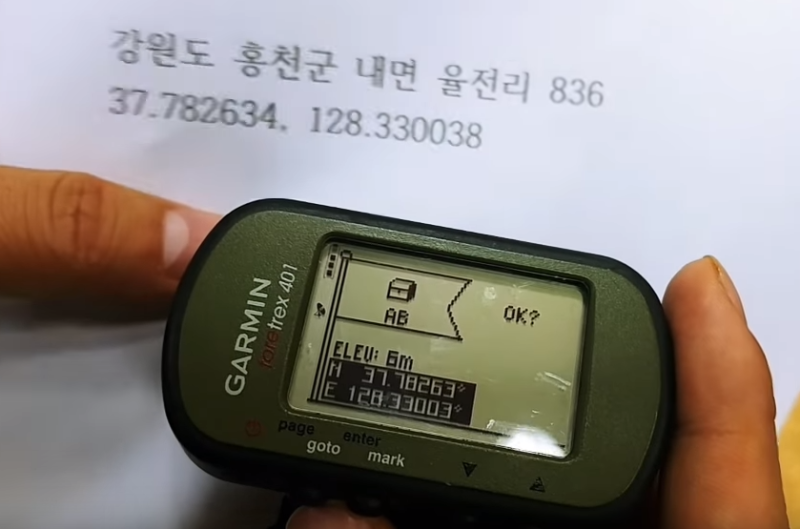 강원도 홍천군 내면 율전리 836
37.782634, 128.330038
GARMIN
foretrex 401
AB
OK?
ELEV: 6m
N 37.78263°
E 128.33003°
page enter
goto mark